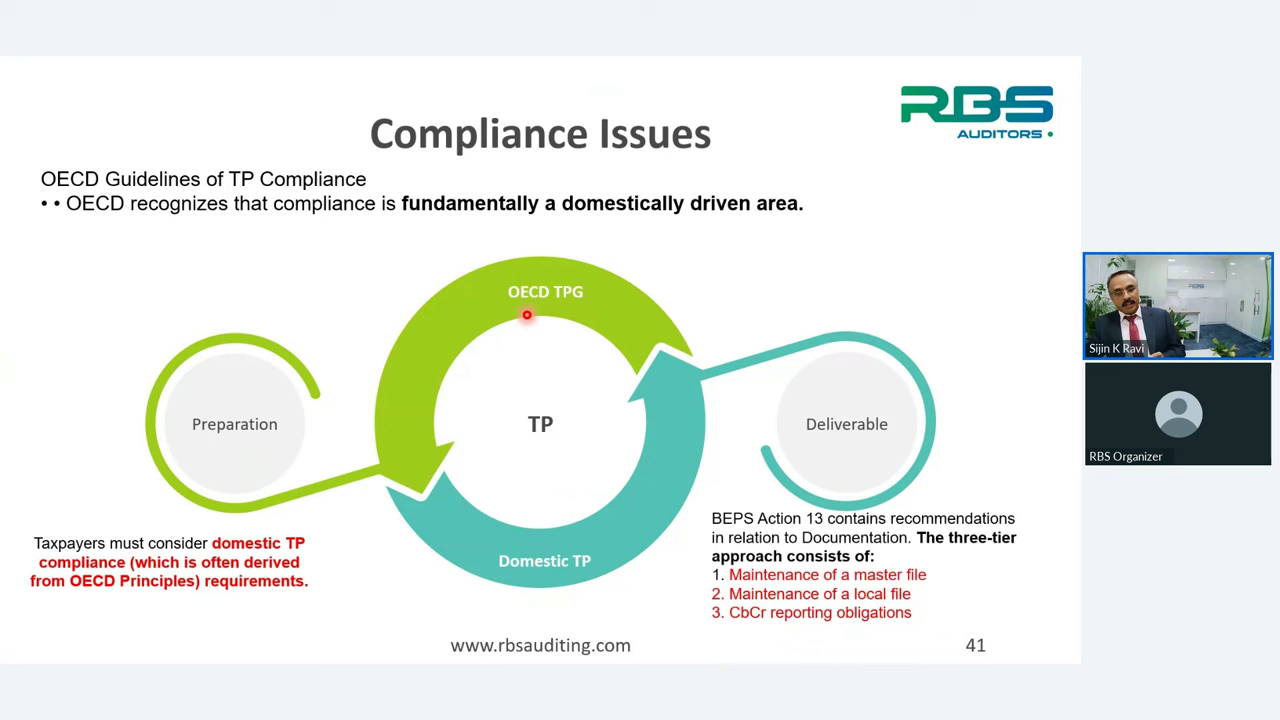 RBS
AUDITORS
Compliance Issues
OECD Guidelines of TP Compliance
• • OECD recognizes that compliance is fundamentally a domestically driven area.
OECD TPG
Preparation
TP
Deliverable
Domestic TP
Taxpayers must consider domestic TP
compliance (which is often derived
from OECD Principles) requirements.
BEPS Action 13 contains recommendations
in relation to Documentation. The three-tier
approach consists of:
1. Maintenance of a master file
2. Maintenance of a local file
3. CbCr reporting obligations
www.rbsauditing.com
41
RBS
Sijin K Ravi
RBS Organizer